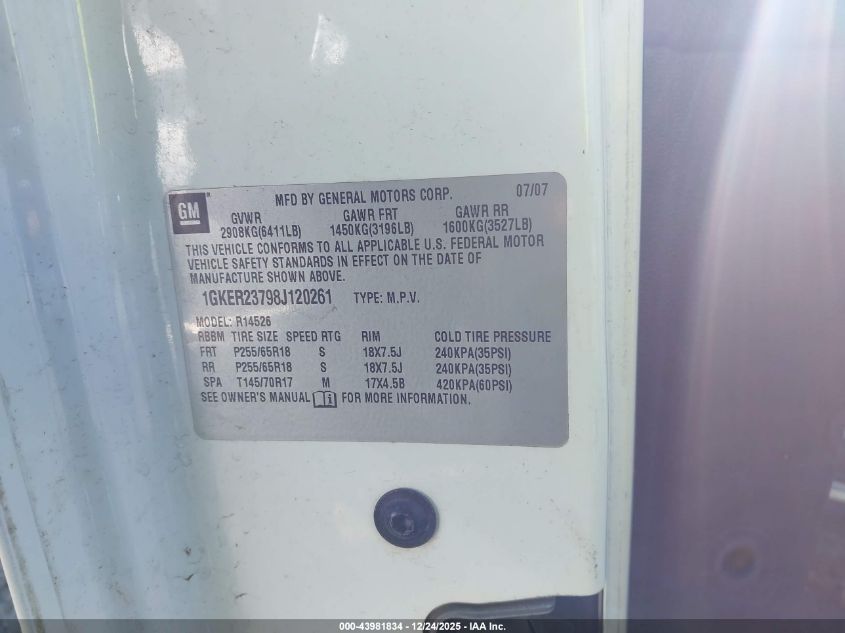 GM
MFD BY GENERAL MOTORS CORP. 07/07
GVWR GAWR FRT GAWR RR
2908KG(6411LB) 1450KG(3196LB) 1600KG(3527LB)
THIS VEHICLE CONFORMS TO ALL APPLICABLE U.S. FEDERAL MOTOR
VEHICLE SAFETY STANDARDS IN EFFECT ON THE DATE OF
MANUFACTURE SHOWN ABOVE.
1GKER23798J120261 TYPE: M.P.V.
MODEL: R14526
RBBM TIRE SIZE SPEED RTG RIM COLD TIRE PRESSURE
FRT P255/65R18 S 18X7.5J 240KPA(35PSI)
RR P255/65R18 S 18X7.5J 240KPA(35PSI)
SPA T145/70R17 M 17X4.5B 420KPA(60PSI)
SEE OWNER'S MANUAL i FOR MORE INFORMATION.
000-43981834 • 12/24/2025 • IAA Inc.